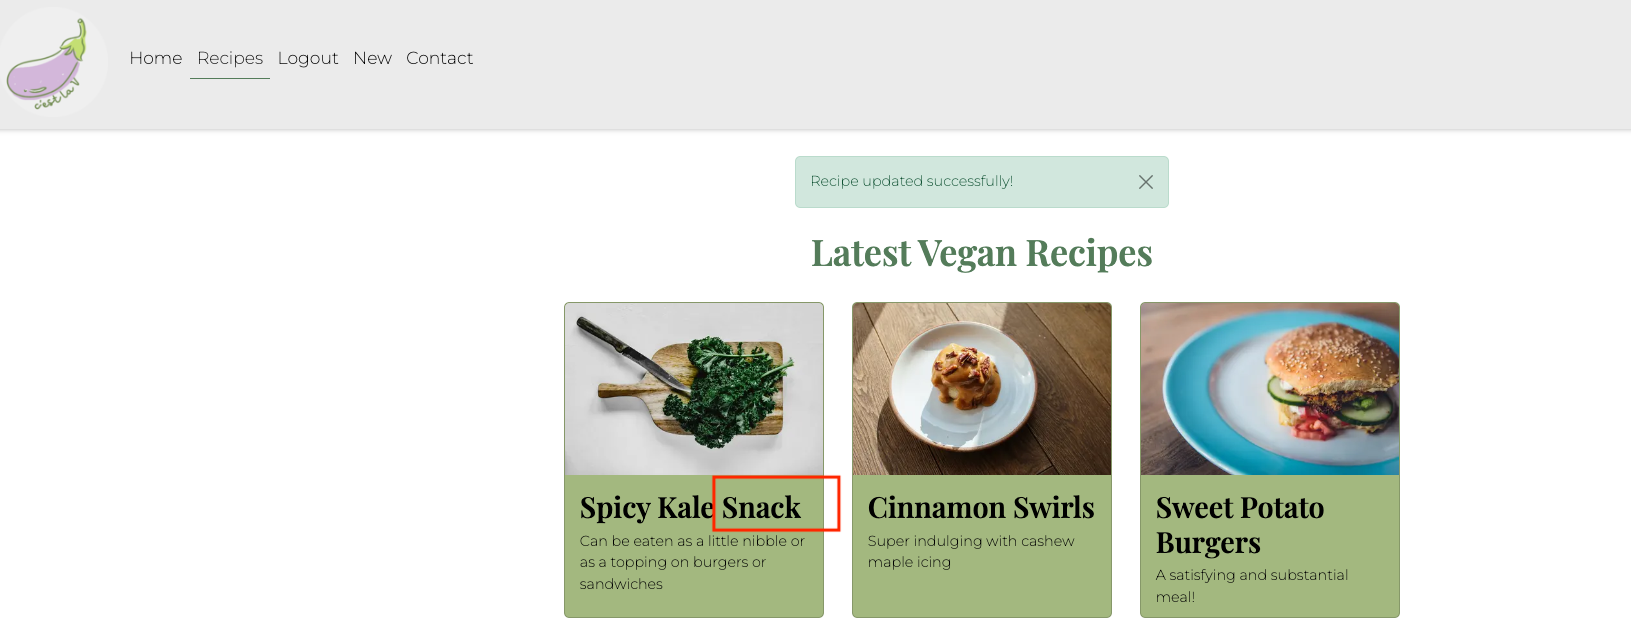 c'est la V
Home Recipes Logout New Contact
Recipe updated successfully!
Latest Vegan Recipes
Spicy Kale Snack
Can be eaten as a little nibble or
as a topping on burgers or
sandwiches
Cinnamon Swirls
Super indulging with cashew
maple icing
Sweet Potato
Burgers
A satisfying and substantial
meal!